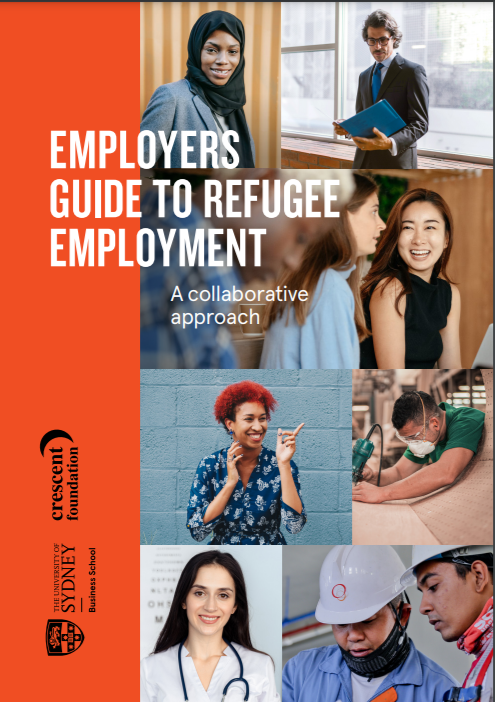 EMPLOYERS
GUIDE TO REFUGEE
EMPLOYMENT
A collaborative
approach
crescent
foundation
THE UNIVERSITY OF
SYDNEY
Business School